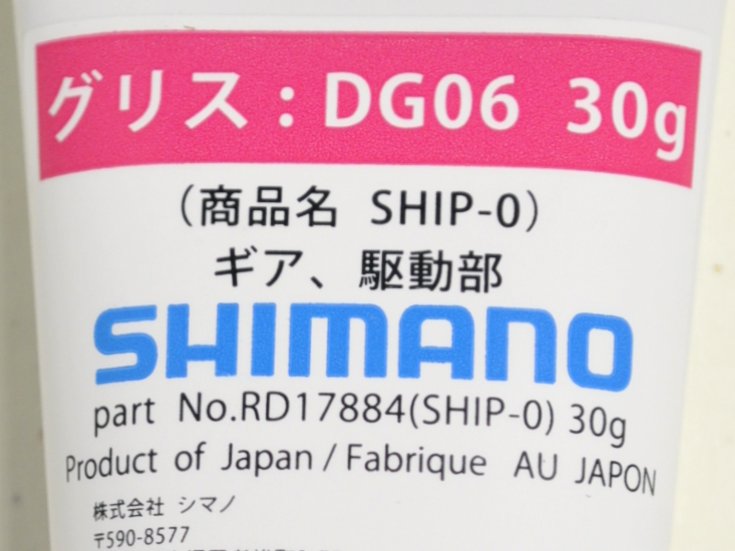 グリス：DG06 30g
（商品名 SHIP-0）
ギア、駆動部
SHIMANO
part No.RD17884(SHIP-0) 30g
Product of Japan / Fabrique AU JAPON
株式会社 シマノ
〒590-8577